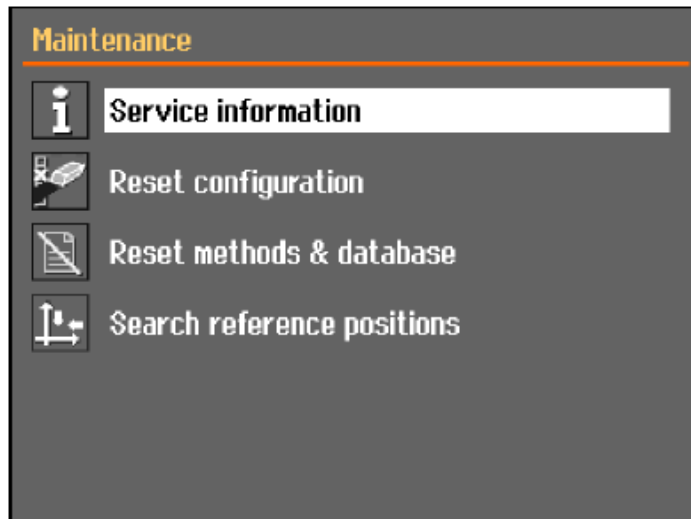 Maintenance
Service information
Reset configuration
Reset methods & database
Search reference positions